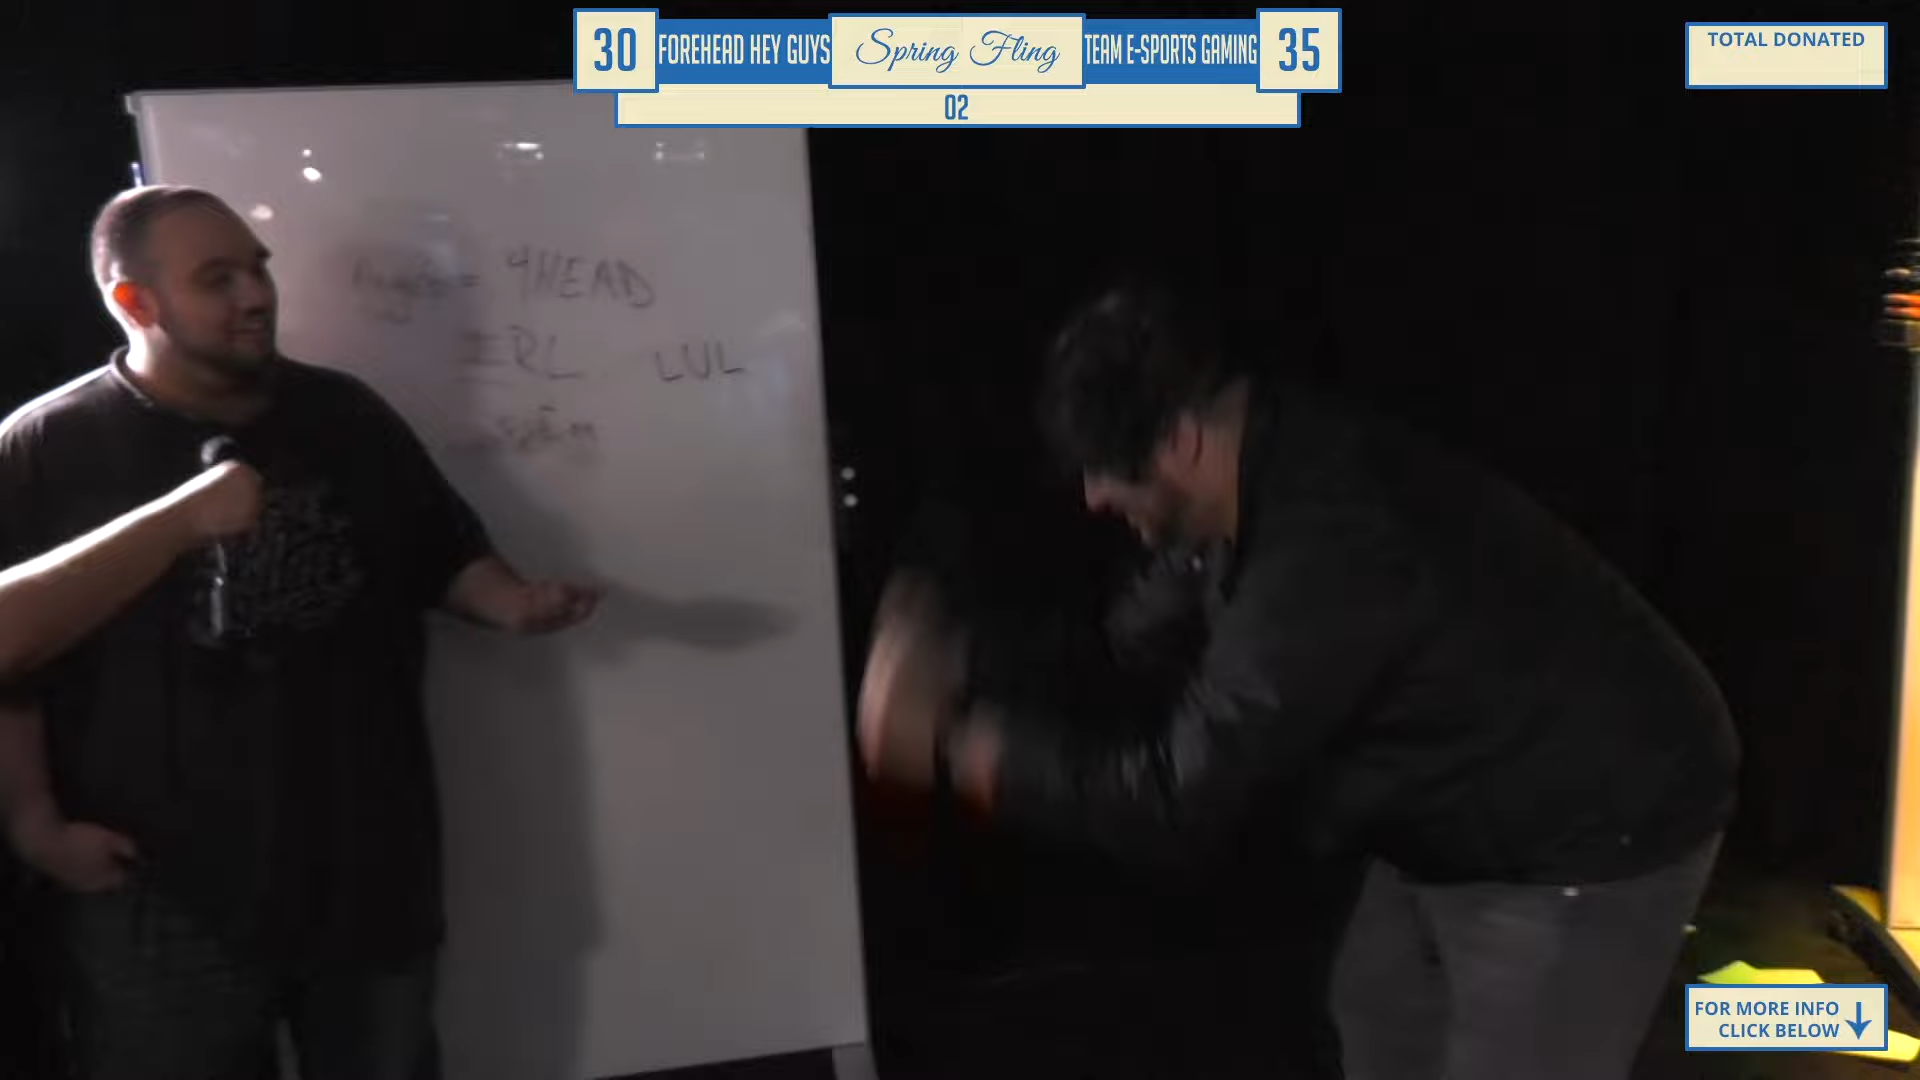 30 FOREHEAD HEY GUYS Spring Fling TEAM E-SPORTS GAMING 35
02
TOTAL DONATED
4HEAD
RL LUL
FOR MORE INFO
CLICK BELOW